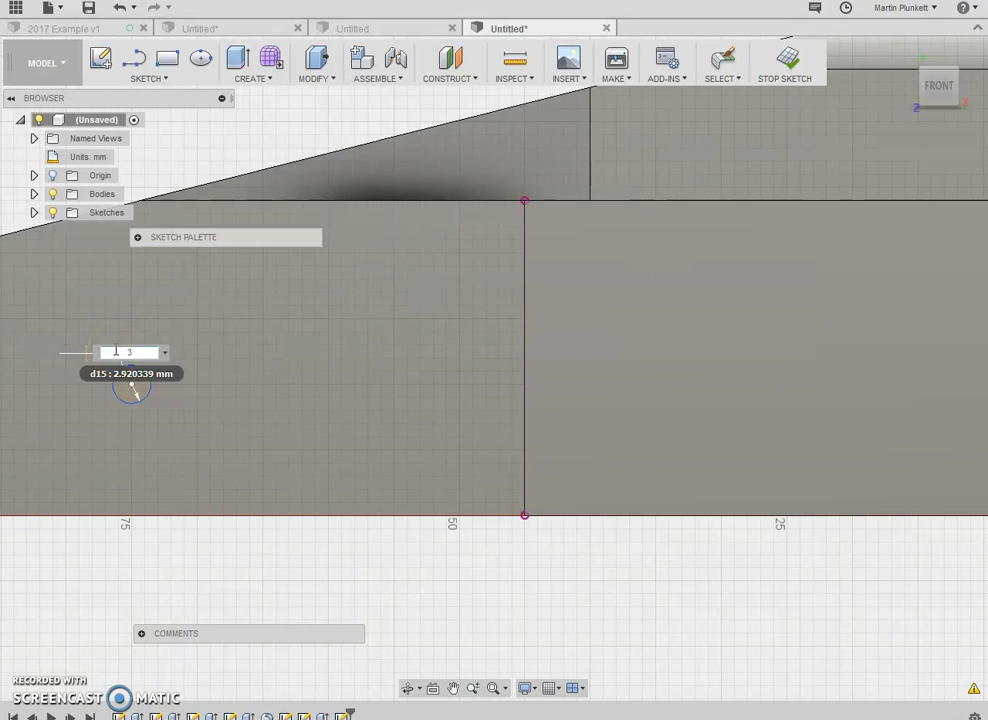 Martin Plunkett
2017 Example v1
Untitled*
Untitled
Untitled*
MODEL
SKETCH
CREATE
MODIFY
ASSEMBLE
CONSTRUCT
INSPECT
INSERT
MAKE
ADD-INS
SELECT
STOP SKETCH
BROWSER
(Unsaved)
Named Views
Units: mm
Origin
Bodies
Sketches
SKETCH PALETTE
FRONT
Y
X
Z
3
d15 : 2.920339 mm
75
50
25
COMMENTS
RECORDED WITH
SCREENCAST MATIC